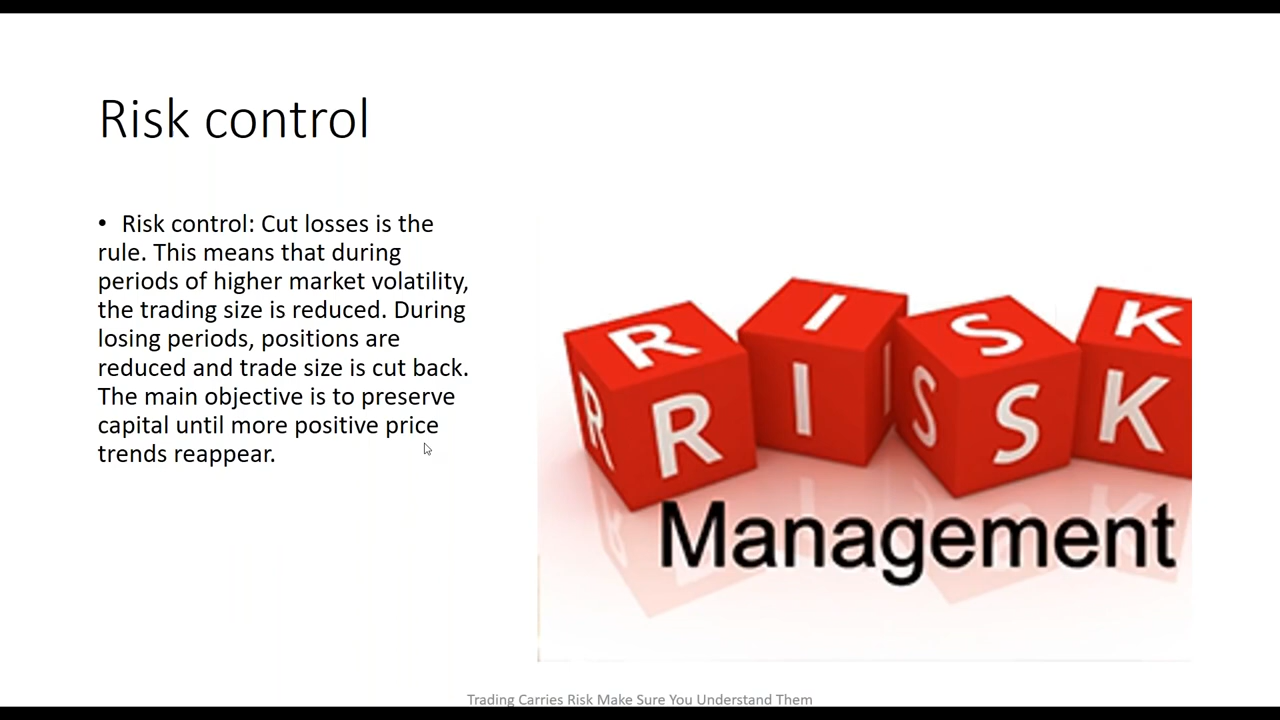 Risk control
• Risk control: Cut losses is the
rule. This means that during
periods of higher market volatility,
the trading size is reduced. During
losing periods, positions are
reduced and trade size is cut back.
The main objective is to preserve
capital until more positive price
trends reappear.
R I S K
R R I I S S K
Management
Trading Carries Risk Make Sure You Understand Them